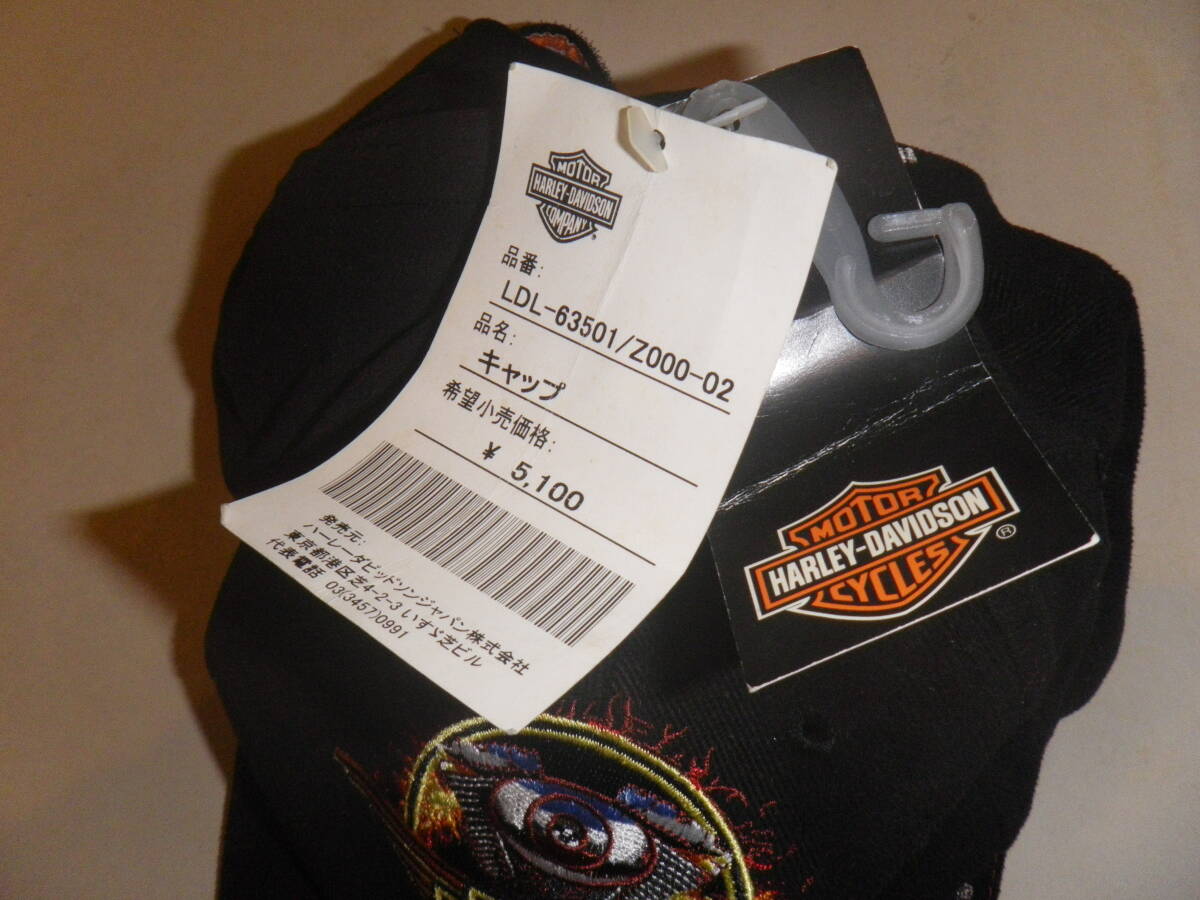 MOTOR
HARLEY-DAVIDSON
COMPANY
品番:
LDL-63501/Z000-02
品名:
キャップ
希望小売価格:
¥ 5,100
発売元:
ハーレーダビッドソンジャパン株式会社
東京都港区芝4-2-3 いすゞ芝ビル
代表電話 03(3457)0991
MOTOR
HARLEY-DAVIDSON
CYCLES
®